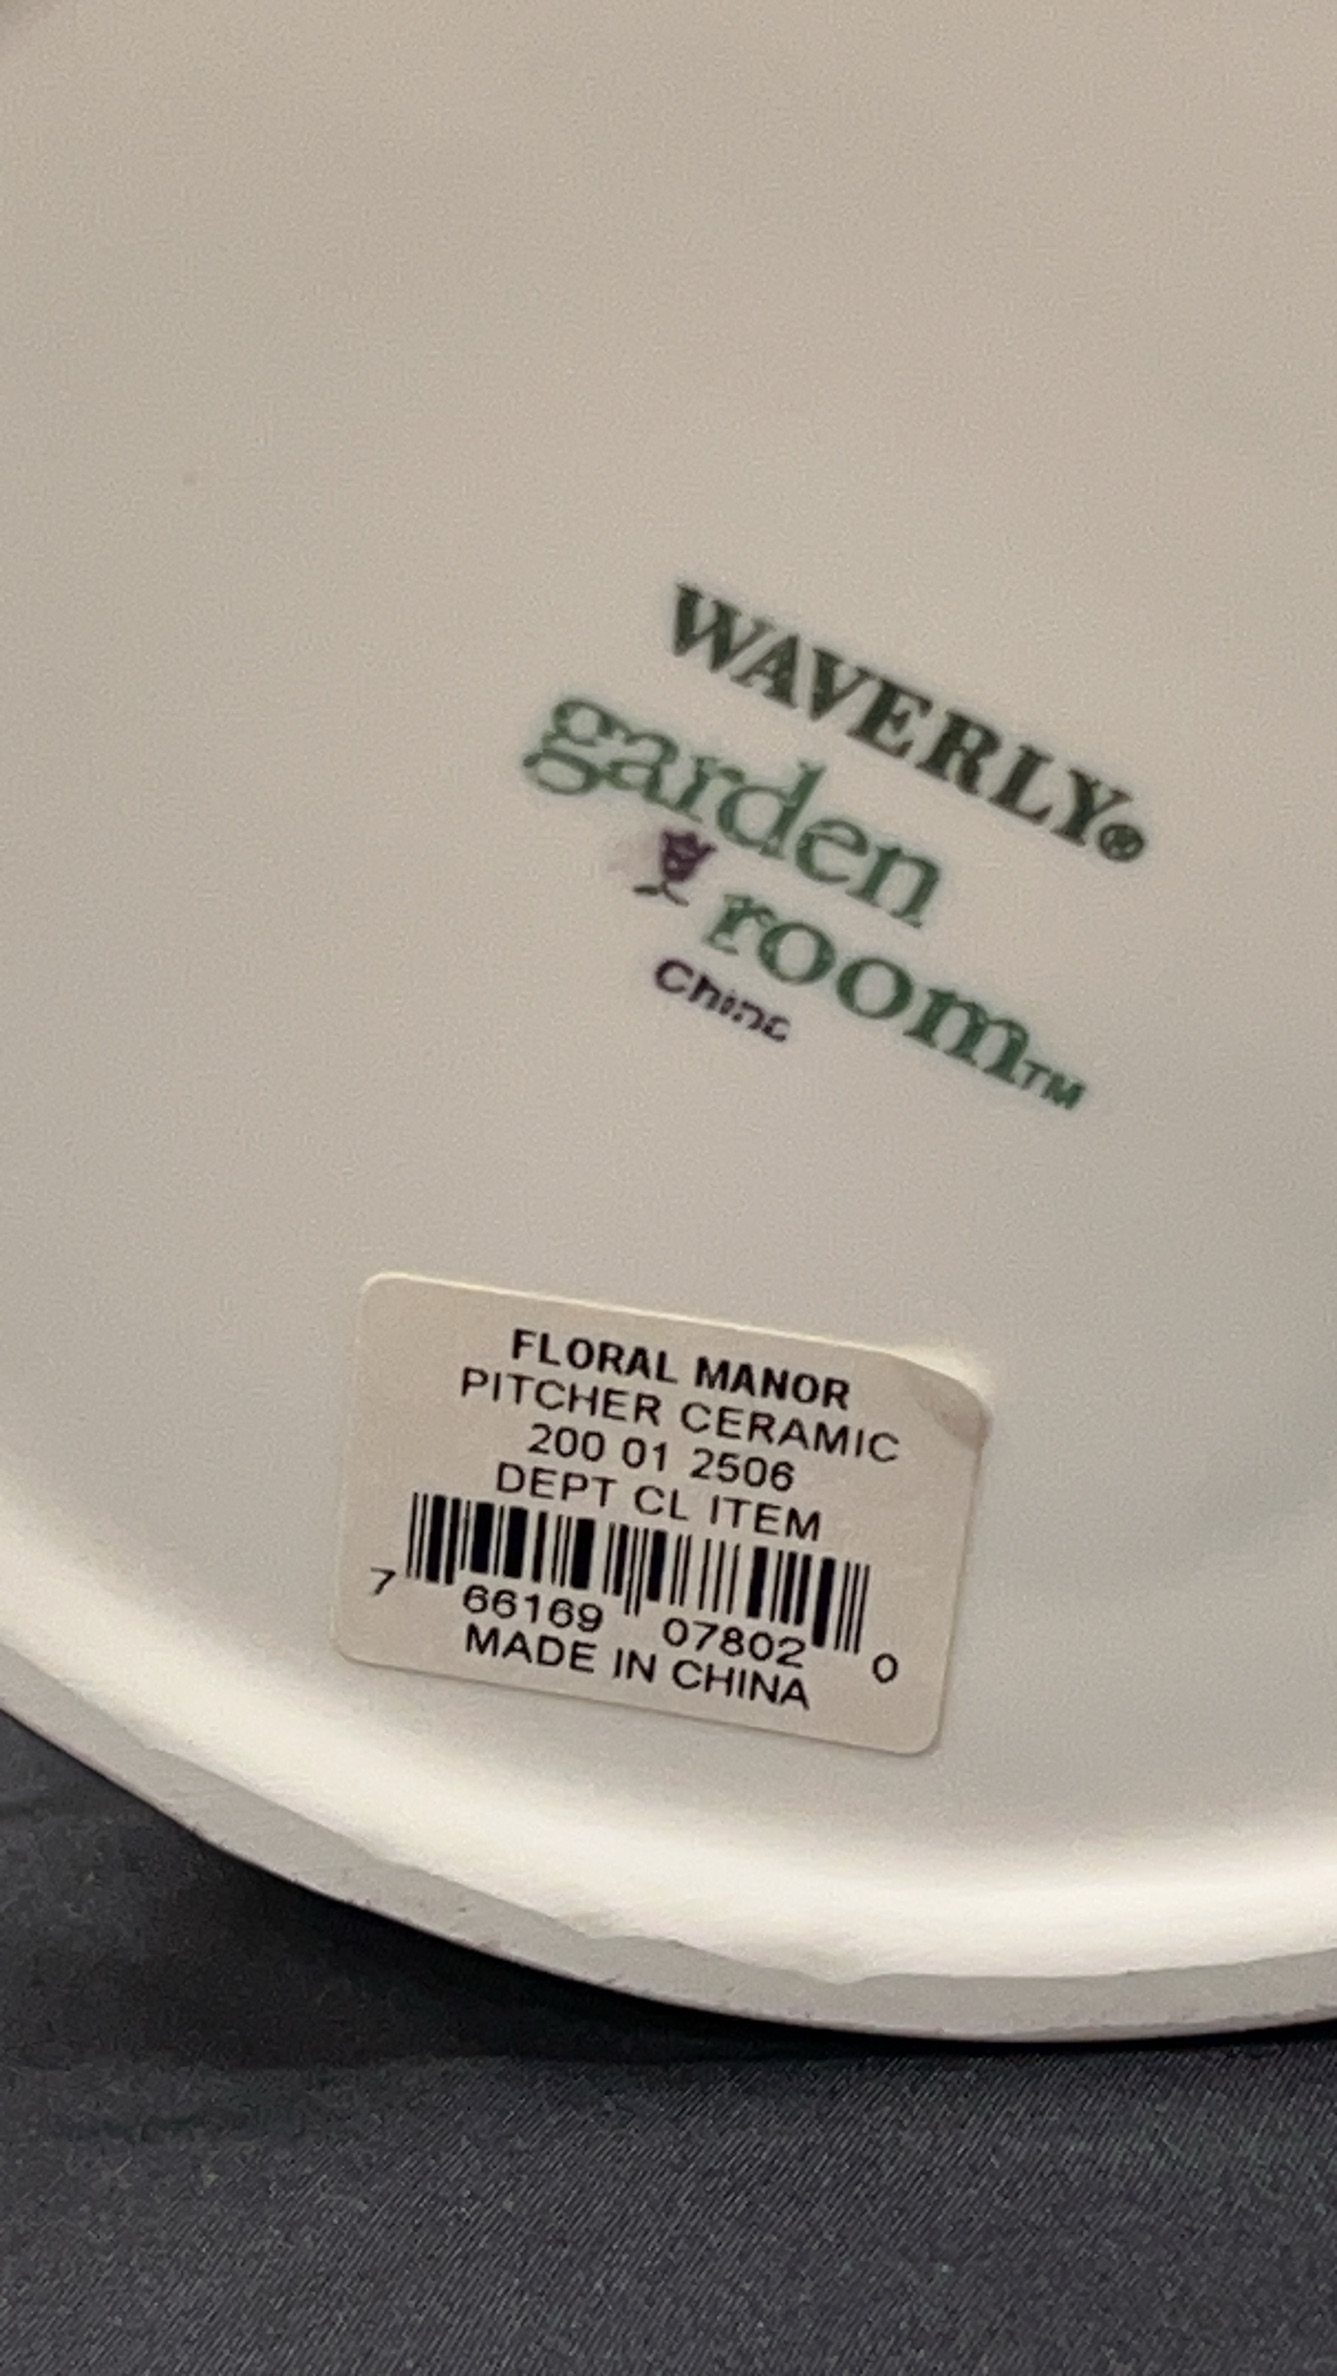 WAVERLY®
garden
room™
China
FLORAL MANOR
PITCHER CERAMIC
200 01 2506
DEPT CL ITEM
7 66169 07802 0
MADE IN CHINA